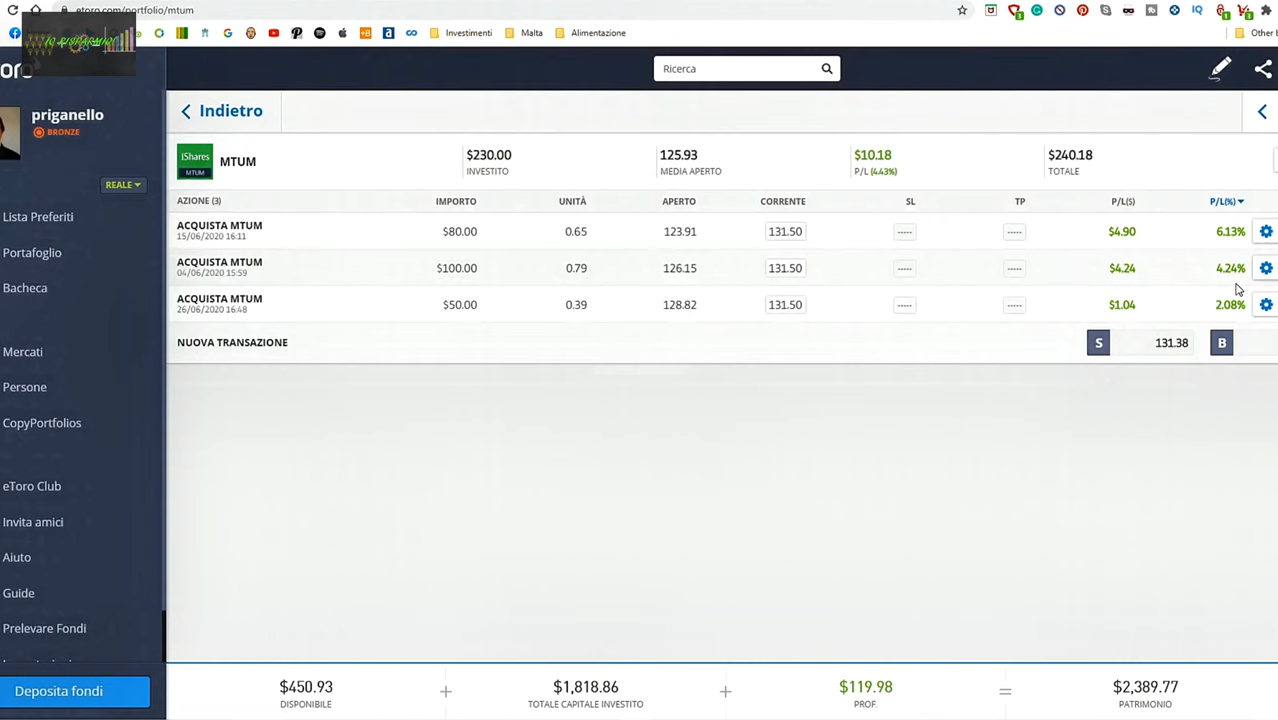 etoro.com/portfolio/mtum
Investimenti Malta Alimentazione Other
IO RISPARMIO
Ricerca
priganello
BRONZE
REALE
Lista Preferiti
Portafoglio
Bacheca
Mercati
Persone
CopyPortfolios
eToro Club
Invita amici
Aiuto
Guide
Prelevare Fondi
Deposita fondi
Indietro
iShares
MTUM
MTUM
$230.00
INVESTITO
125.93
MEDIA APERTO
$10.18
P/L (4.43%)
$240.18
TOTALE
AZIONE (3) IMPORTO UNITÀ APERTO CORRENTE SL TP P/L($) P/L(%)
ACQUISTA MTUM $80.00 0.65 123.91 131.50 ----- ----- $4.90 6.13%
15/06/2020 16:11
ACQUISTA MTUM $100.00 0.79 126.15 131.50 ----- ----- $4.24 4.24%
04/06/2020 15:59
ACQUISTA MTUM $50.00 0.39 128.82 131.50 ----- ----- $1.04 2.08%
26/06/2020 16:48
NUOVA TRANSAZIONE S 131.38 B
$450.93 + $1,818.86 + $119.98 = $2,389.77
DISPONIBILE TOTALE CAPITALE INVESTITO PROF. PATRIMONIO